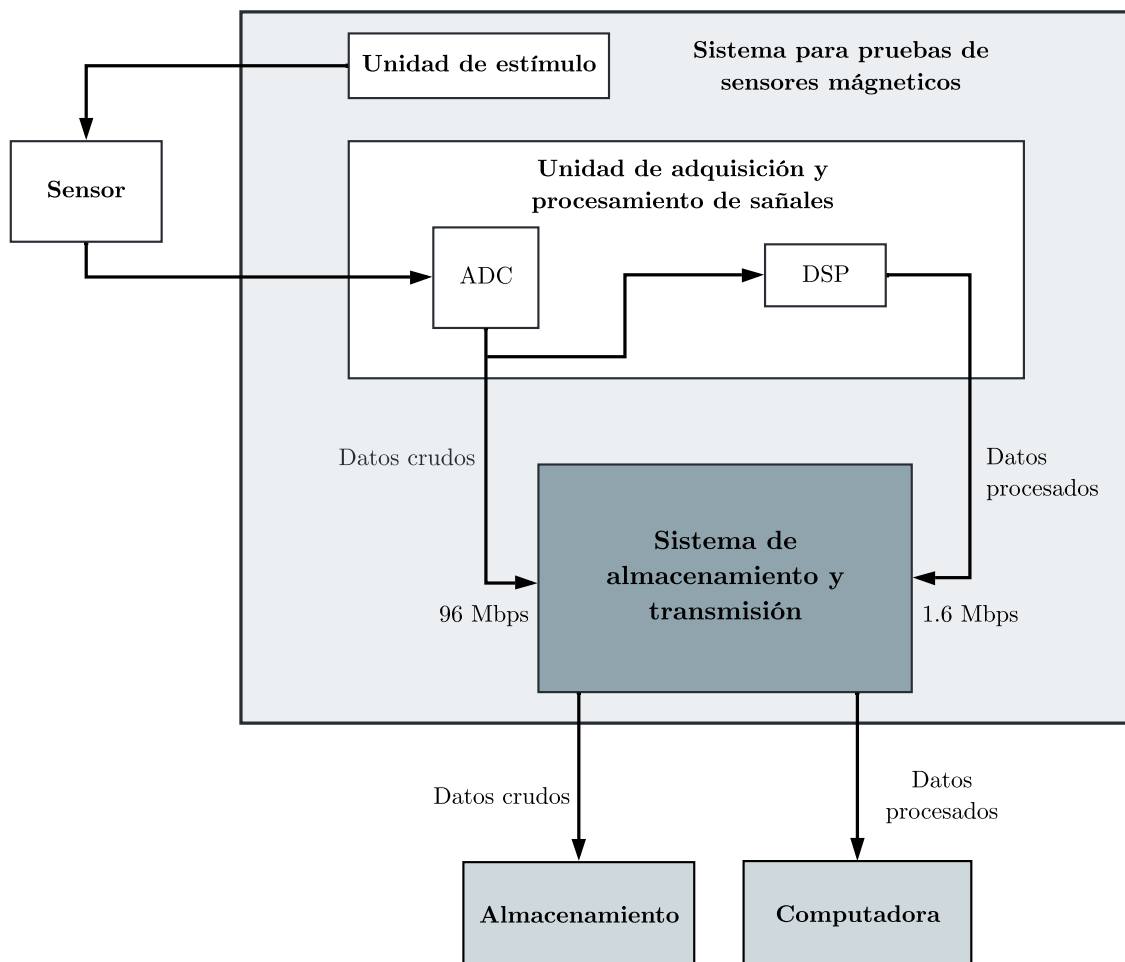 Unidad de estímulo
Sistema para pruebas de
sensores mágneticos
Sensor
Unidad de adquisición y
procesamiento de sañales
ADC
DSP
Datos crudos
Datos
procesados
Sistema de
almacenamiento y
transmisión
96 Mbps
1.6 Mbps
Datos crudos
Datos
procesados
Almacenamiento
Computadora